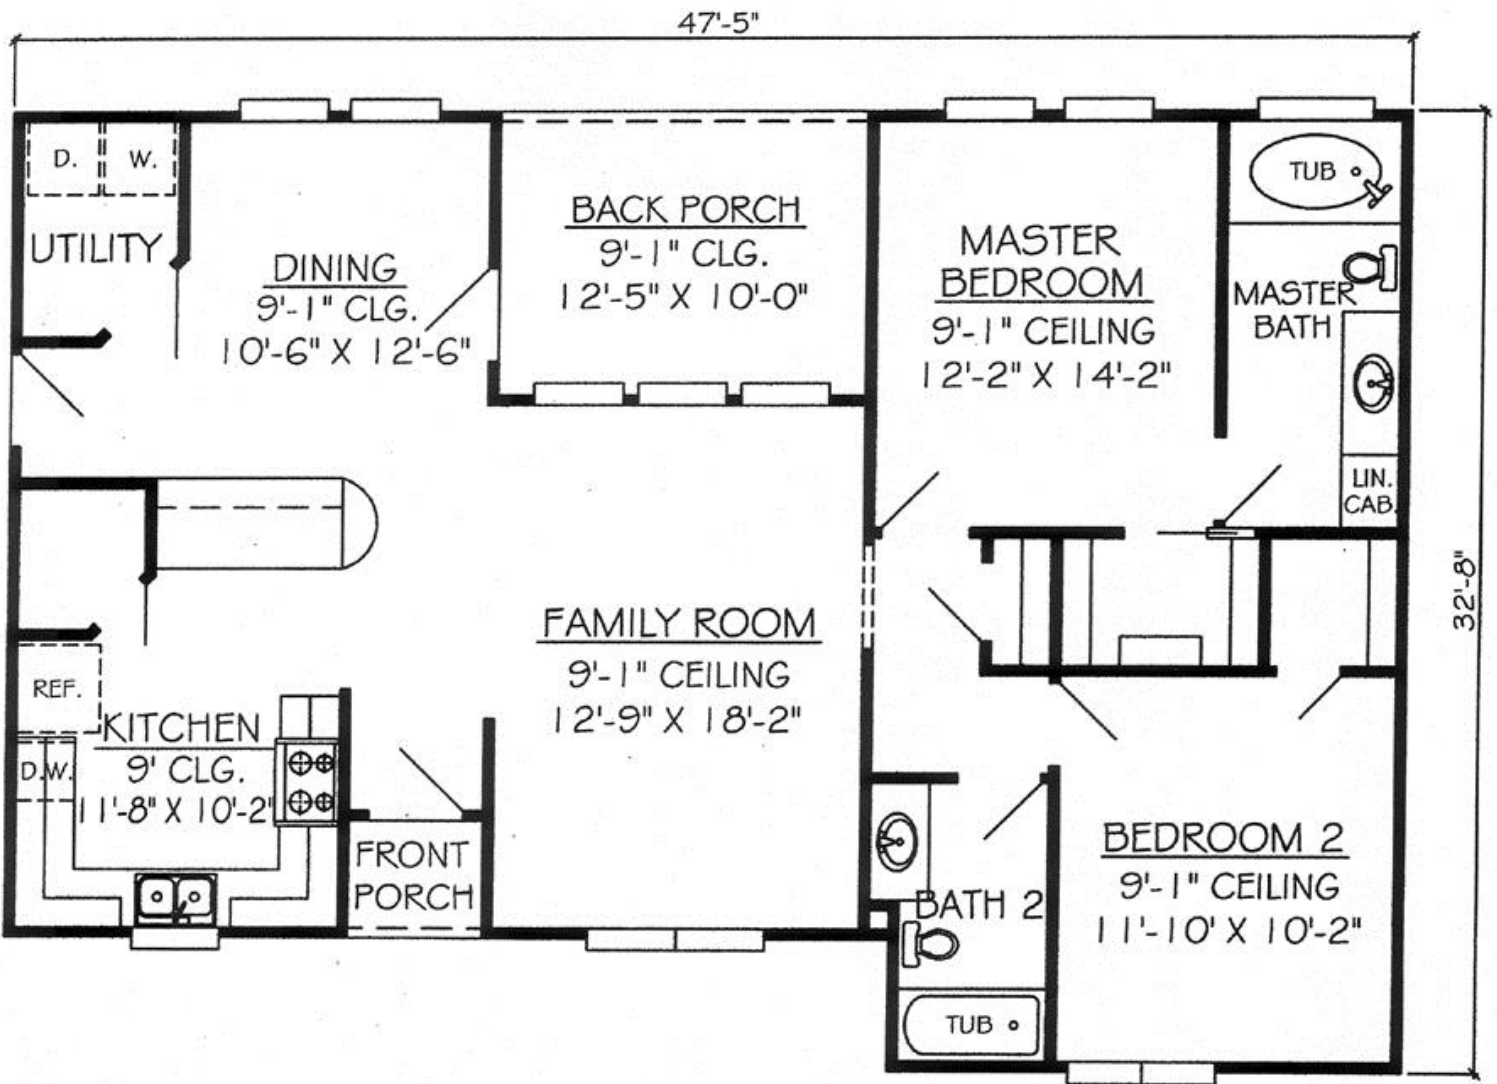 47'-5"
D.
W.
UTILITY
DINING
9'-1" CLG.
10'-6" X 12'-6"
BACK PORCH
9'-1" CLG.
12'-5" X 10'-0"
MASTER
BEDROOM
9'-1" CEILING
12'-2" X 14'-2"
TUB
MASTER
BATH
LIN.
CAB.
32'-8"
FAMILY ROOM
9'-1" CEILING
12'-9" X 18'-2"
REF.
KITCHEN
9' CLG.
11'-8" X 10'-2"
D.W.
FRONT
PORCH
BATH 2
TUB
BEDROOM 2
9'-1" CEILING
11'-10' X 10'-2"